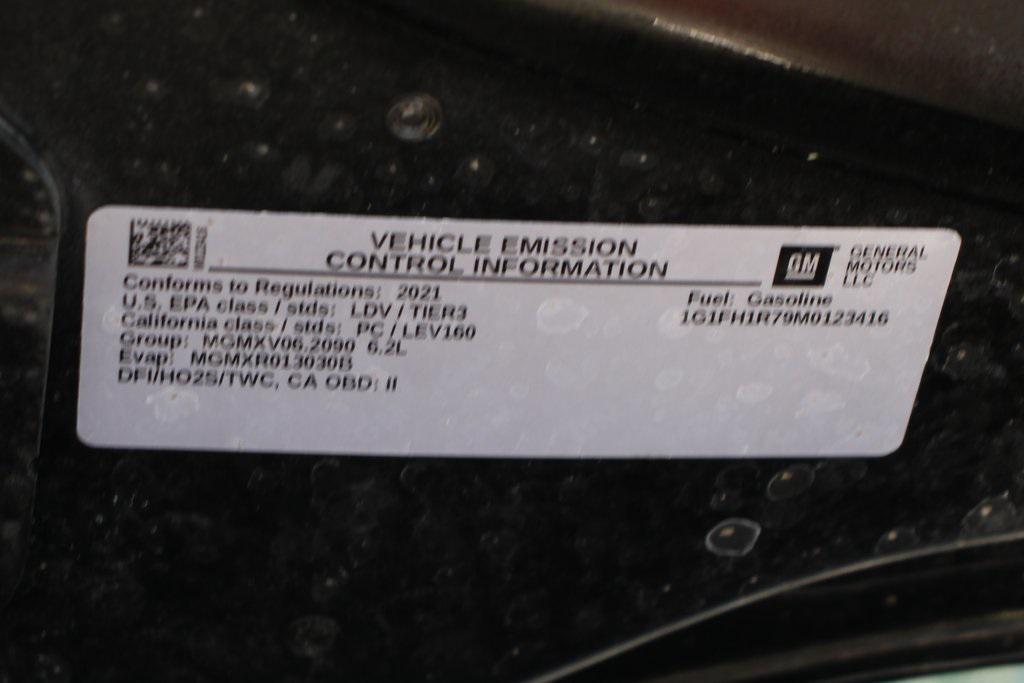 VEHICLE EMISSION
CONTROL INFORMATION
GM
GENERAL
MOTORS
LLC
Conforms to Regulations: 2021
U.S. EPA class / stds: LDV / TIER3
California class / stds: PC / LEV160
Group: MGMXV06.2090 6.2L
Evap: MGMXR013030B
DFI/HO2S/TWC, CA OBD: II
Fuel: Gasoline
1G1FH1R79M0123416